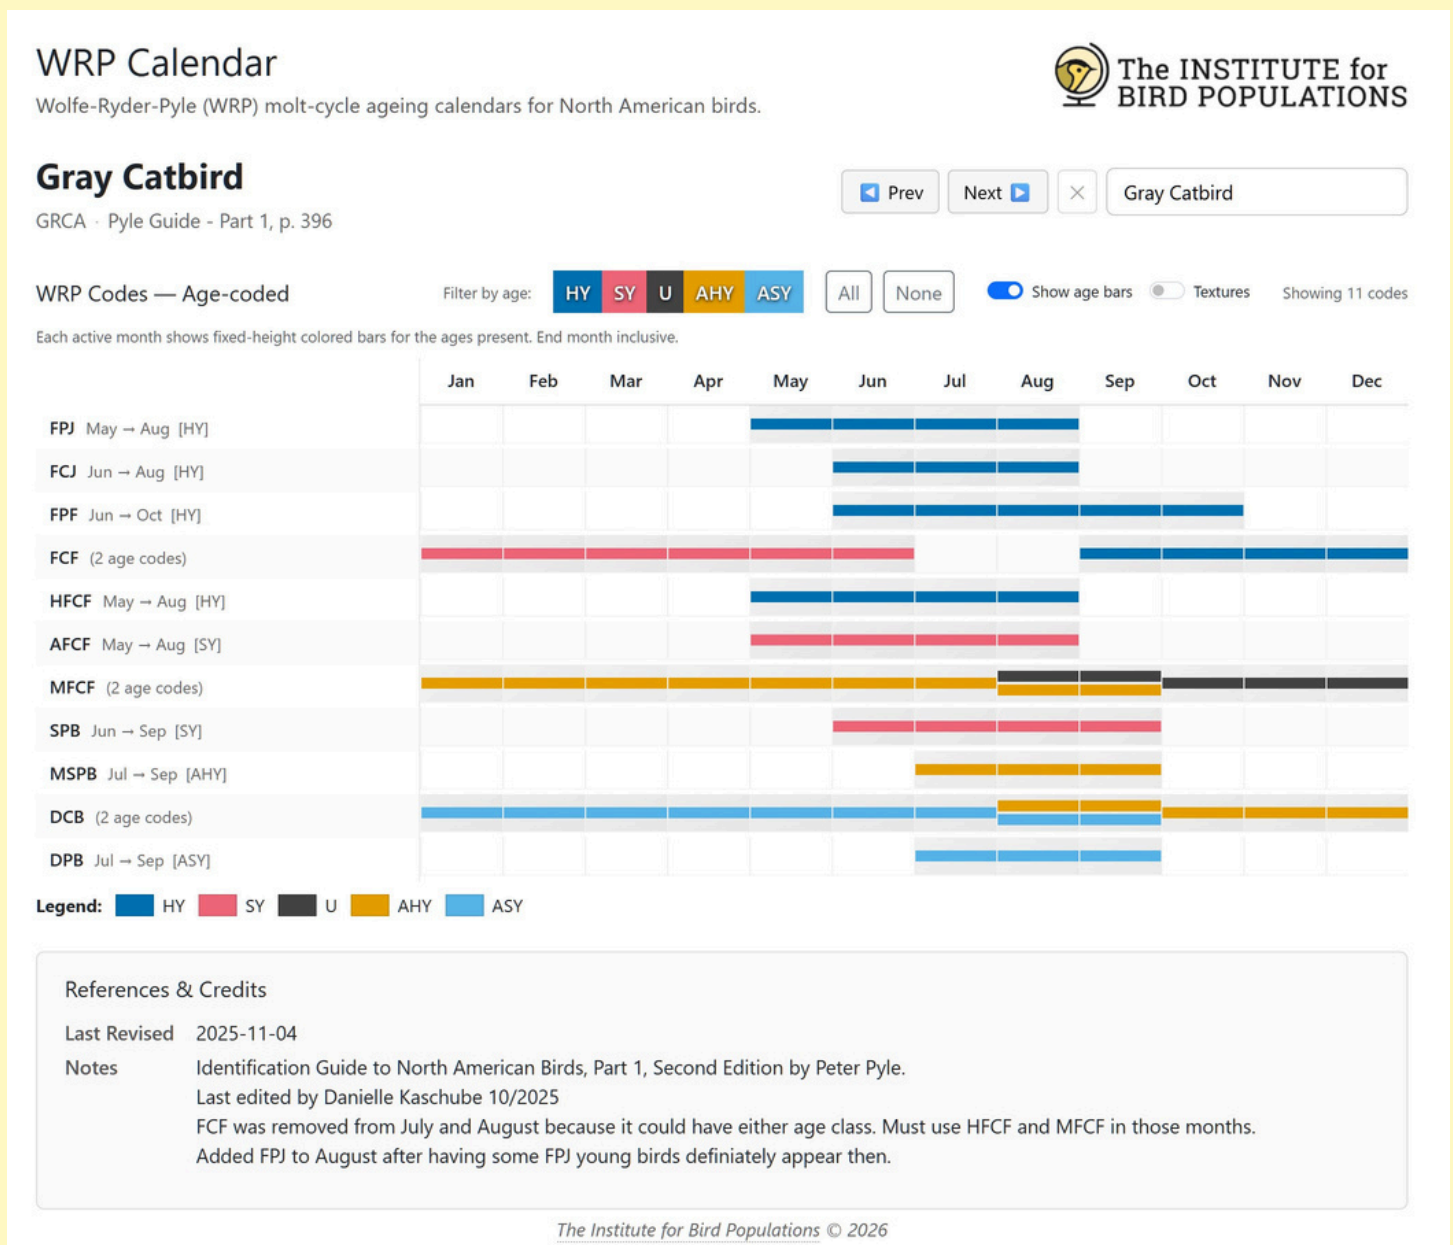 WRP Calendar
Wolfe-Ryder-Pyle (WRP) molt-cycle ageing calendars for North American birds.
The INSTITUTE for
BIRD POPULATIONS
Gray Catbird
GRCA · Pyle Guide - Part 1, p. 396
Prev Next × Gray Catbird
WRP Codes — Age-coded
Filter by age: HY SY U AHY ASY All None Show age bars Textures Showing 11 codes
Each active month shows fixed-height colored bars for the ages present. End month inclusive.
Jan Feb Mar Apr May Jun Jul Aug Sep Oct Nov Dec
FPJ May → Aug [HY]
FCJ Jun → Aug [HY]
FPF Jun → Oct [HY]
FCF (2 age codes)
HFCF May → Aug [HY]
AFCF May → Aug [SY]
MFCF (2 age codes)
SPB Jun → Sep [SY]
MSPB Jul → Sep [AHY]
DCB (2 age codes)
DPB Jul → Sep [ASY]
Legend: HY SY U AHY ASY
References & Credits
Last Revised 2025-11-04
Notes Identification Guide to North American Birds, Part 1, Second Edition by Peter Pyle.
Last edited by Danielle Kaschube 10/2025
FCF was removed from July and August because it could have either age class. Must use HFCF and MFCF in those months.
Added FPJ to August after having some FPJ young birds definiately appear then.
The Institute for Bird Populations © 2026